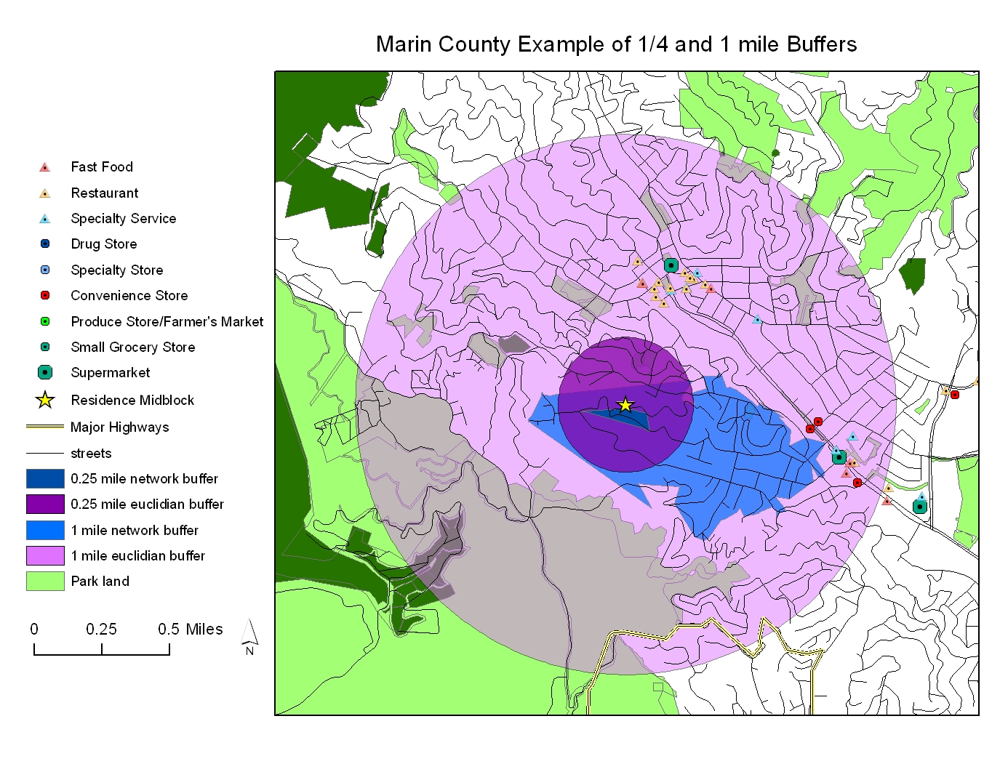 Marin County Example of 1/4 and 1 mile Buffers
Fast Food
Restaurant
Specialty Service
Drug Store
Specialty Store
Convenience Store
Produce Store/Farmer's Market
Small Grocery Store
Supermarket
Residence Midblock
Major Highways
streets
0.25 mile network buffer
0.25 mile euclidian buffer
1 mile network buffer
1 mile euclidian buffer
Park land
0 0.25 0.5 Miles
N